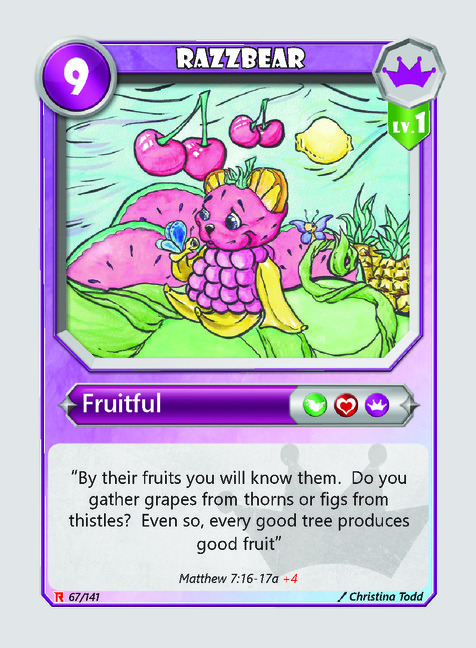 9
RAZZBEAR
LV.1
Fruitful
“By their fruits you will know them.  Do you
gather grapes from thorns or figs from
thistles?  Even so, every good tree produces
good fruit”
Matthew 7:16-17a +4
R 67/141
Christina Todd